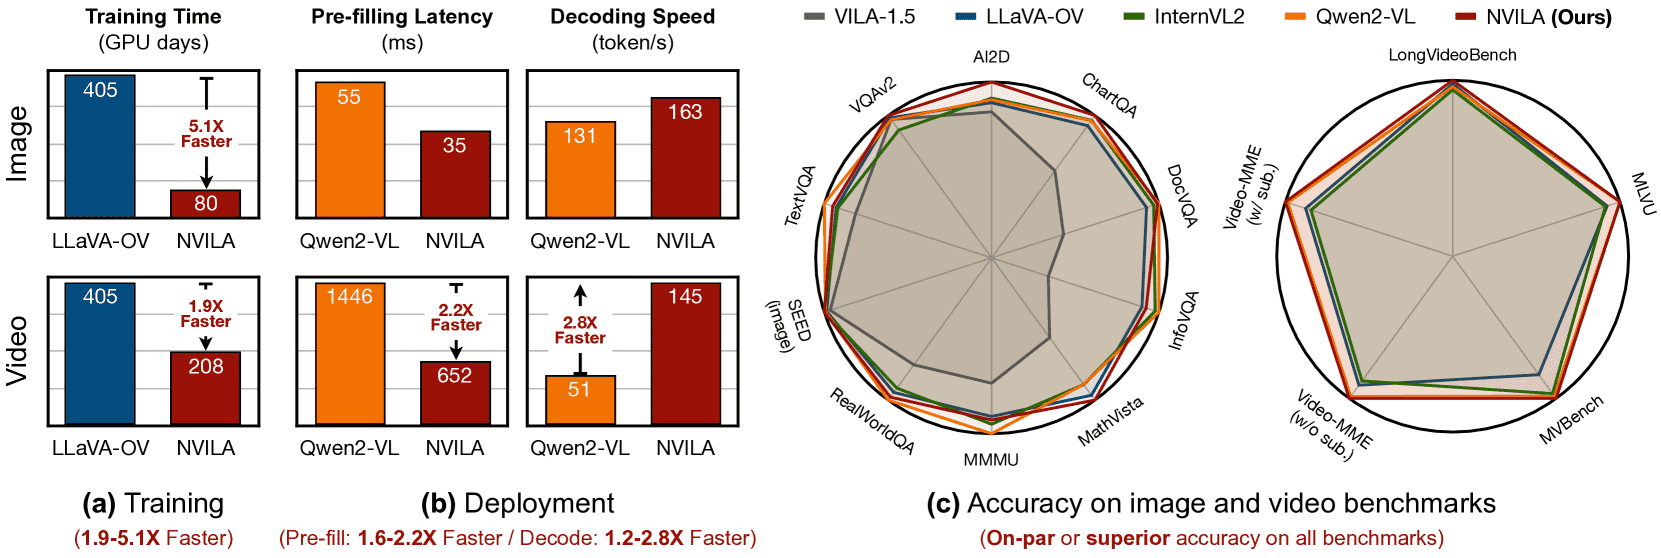 Training Time
(GPU days)
Pre-filling Latency
(ms)
Decoding Speed
(token/s)
Image
405
5.1X
Faster
80
LLaVA-OV
NVILA
55
35
Qwen2-VL
NVILA
131
163
Qwen2-VL
NVILA
Video
405
1.9X
Faster
208
LLaVA-OV
NVILA
1446
2.2X
Faster
652
Qwen2-VL
NVILA
2.8X
Faster
51
145
Qwen2-VL
NVILA
(a) Training
(1.9-5.1X Faster)
(b) Deployment
(Pre-fill: 1.6-2.2X Faster / Decode: 1.2-2.8X Faster)
VILA-1.5
LLaVA-OV
InternVL2
Qwen2-VL
NVILA (Ours)
AI2D
ChartQA
DocVQA
InfoVQA
MathVista
MMMU
RealWorldQA
SEED
(image)
TextVQA
VQAv2
LongVideoBench
MLVU
MVBench
Video-MME
(w/o sub.)
Video-MME
(w/ sub.)
(c) Accuracy on image and video benchmarks
(On-par or superior accuracy on all benchmarks)